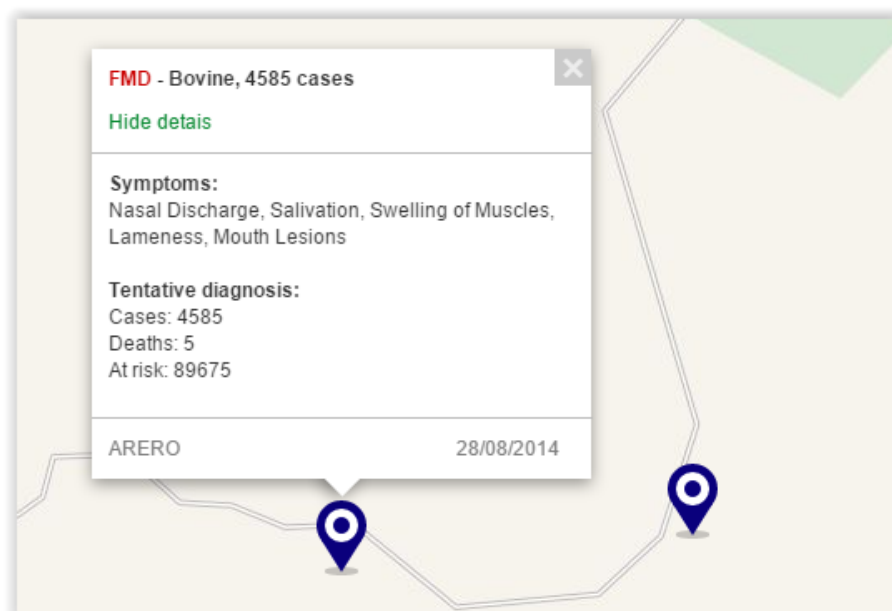 FMD - Bovine, 4585 cases
Hide detais
Symptoms:
Nasal Discharge, Salivation, Swelling of Muscles,
Lameness, Mouth Lesions
Tentative diagnosis:
Cases: 4585
Deaths: 5
At risk: 89675
ARERO 28/08/2014